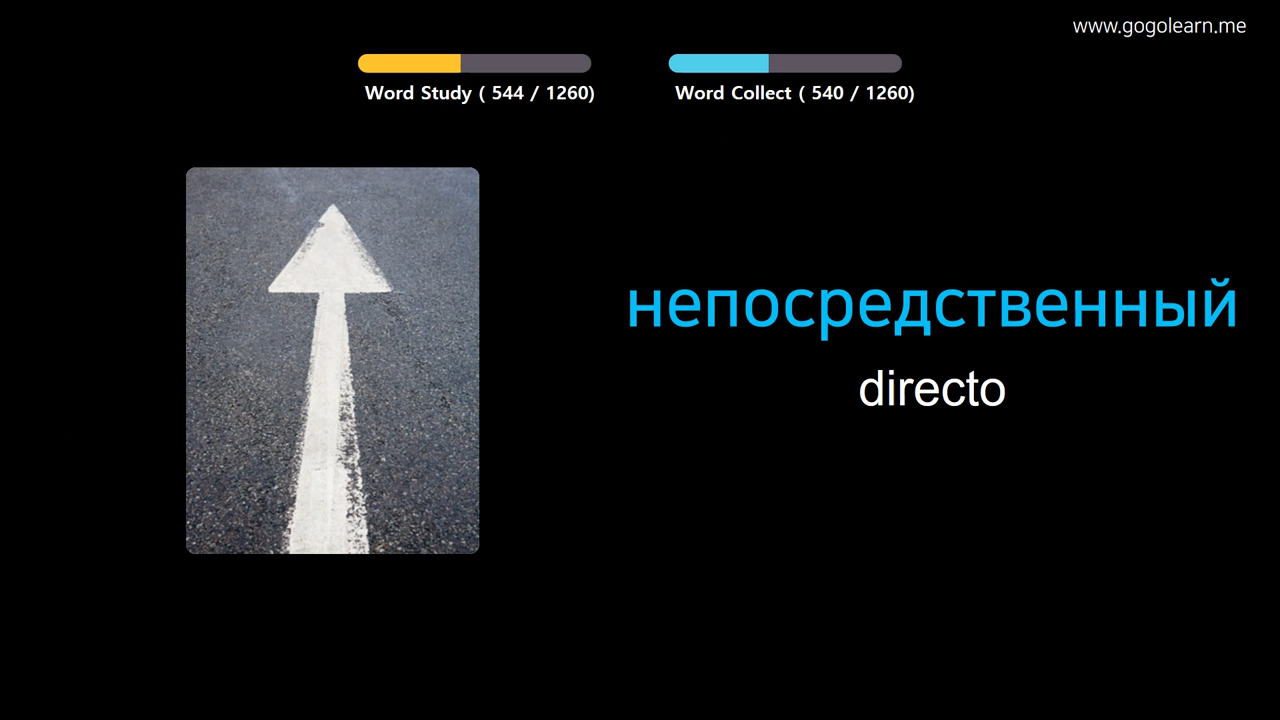 www.gogolearn.me
Word Study ( 544 / 1260)
Word Collect ( 540 / 1260)
непосредственный
directo